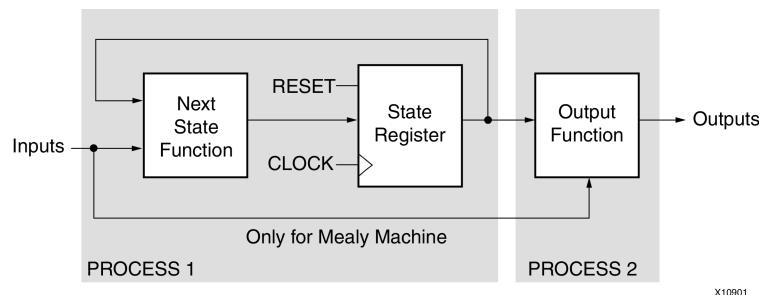 Inputs
Next
State
Function
RESET
CLOCK
State
Register
Output
Function
Outputs
Only for Mealy Machine
PROCESS 1
PROCESS 2
X10901